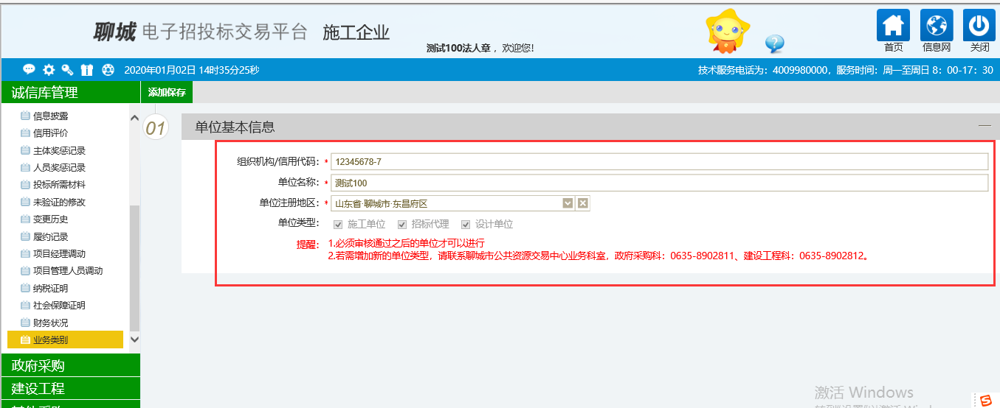 聊城 电子招投标交易平台 施工企业
测试100法人章 ，欢迎您！
首页 信息网 关闭
2020年01月02日 14时35分25秒
技术服务电话为：4009980000，服务时间：周一至周日 8：00-17：30
诚信库管理
添加保存
信息披露
信用评价
主体奖惩记录
人员奖惩记录
投标所需材料
未验证的修改
变更历史
履约记录
项目经理调动
项目管理人员调动
纳税证明
社会保障证明
财务状况
业务类别
政府采购
建设工程
01 单位基本信息
组织机构/信用代码： * 12345678-7
单位名称： * 测试100
单位注册地区： * 山东省·聊城市·东昌府区
单位类型： 施工单位 招标代理 设计单位
提醒： 1.必须审核通过之后的单位才可以进行
2.若需增加新的单位类型，请联系聊城市公共资源交易中心业务科室，政府采购科：0635-8902811、建设工程科：0635-8902812。
激活 Windows